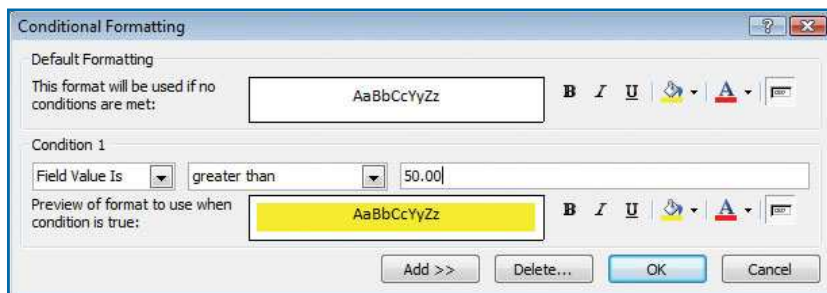 Conditional Formatting
Default Formatting
This format will be used if no
conditions are met:
AaBbCcYyZz
B I U A
Condition 1
Field Value Is greater than 50.00
Preview of format to use when
condition is true:
AaBbCcYyZz
B I U A
Add >> Delete... OK Cancel